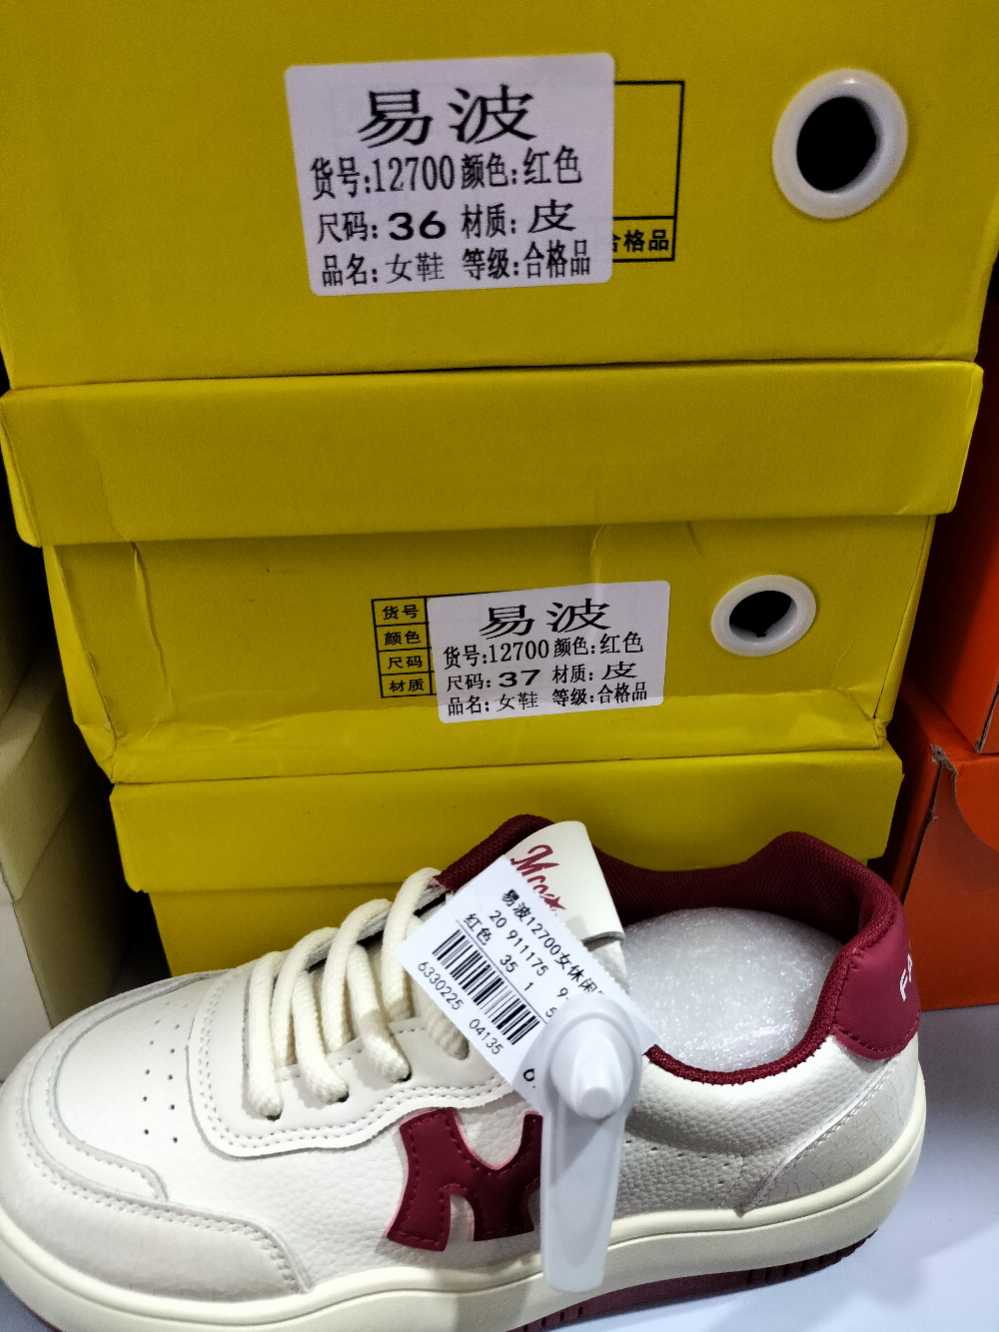 易波
货号:12700 颜色:红色
尺码:36 材质:皮
品名:女鞋 等级:合格品
合格品
货号
颜色
尺码
材质
易波
货号:12700 颜色:红色
尺码:37 材质:皮
品名:女鞋 等级:合格品
易波12700女休闲
20 911175
红色 35 1
6330225 04135